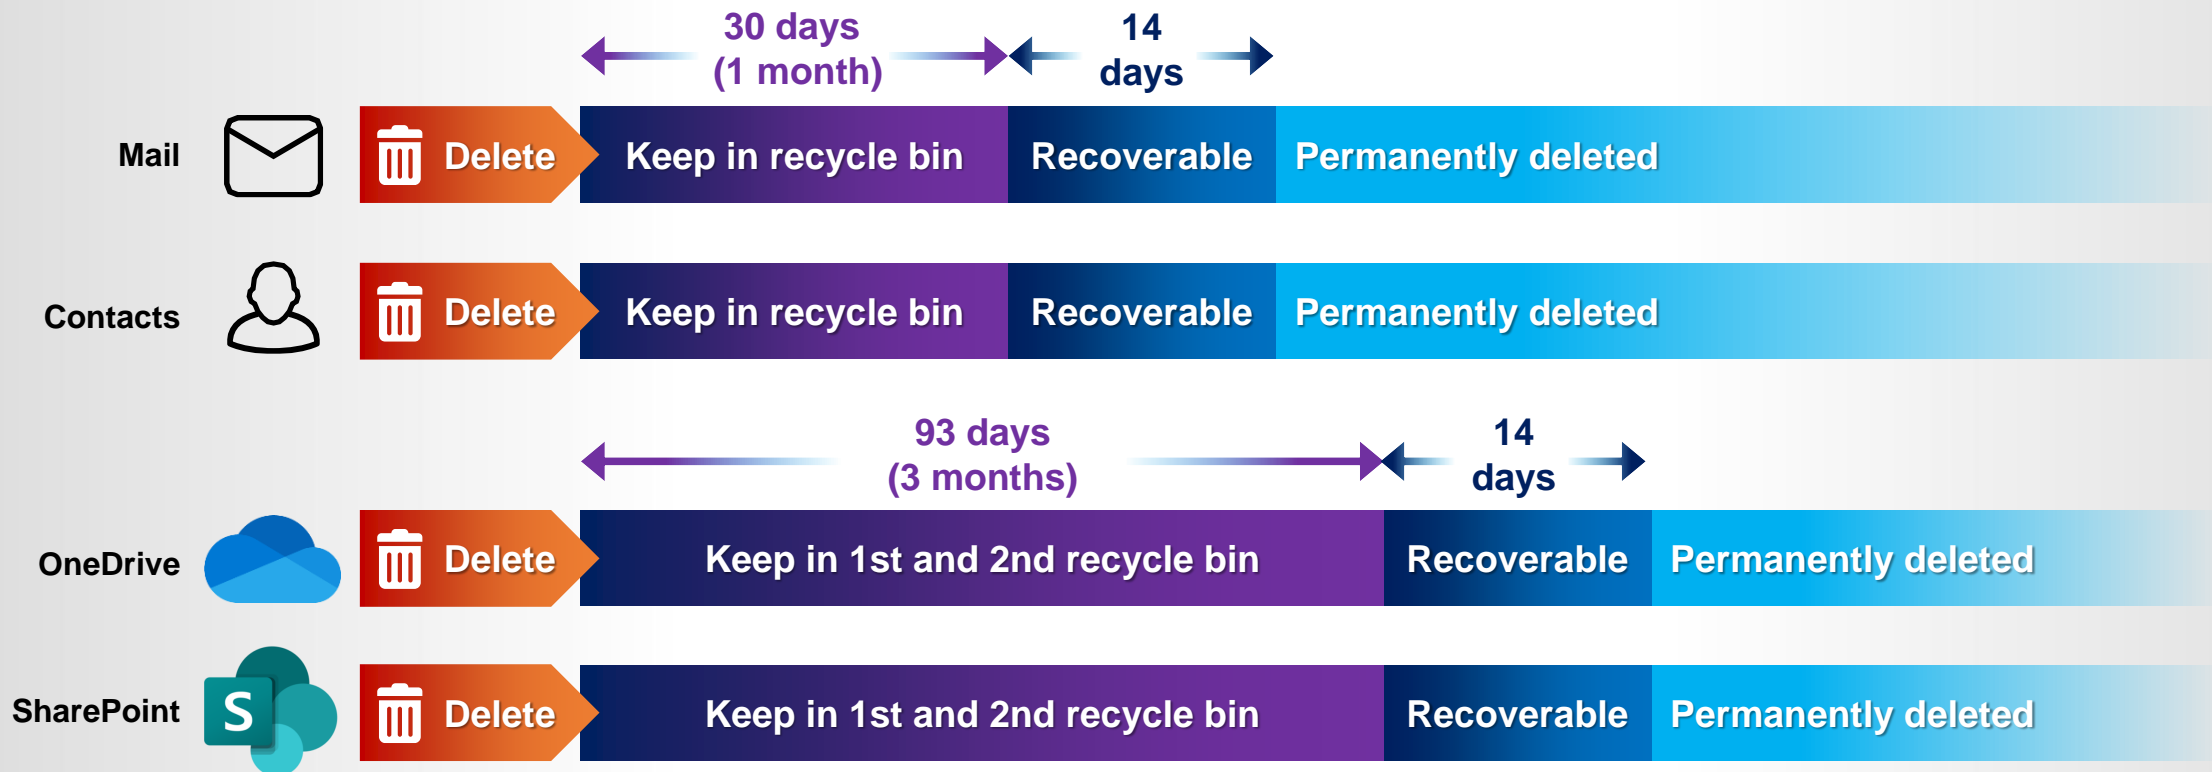 30 days
(1 month)
14
days
Mail
Delete
Keep in recycle bin
Recoverable
Permanently deleted
Contacts
Delete
Keep in recycle bin
Recoverable
Permanently deleted
93 days
(3 months)
14
days
OneDrive
Delete
Keep in 1st and 2nd recycle bin
Recoverable
Permanently deleted
SharePoint
S
Delete
Keep in 1st and 2nd recycle bin
Recoverable
Permanently deleted